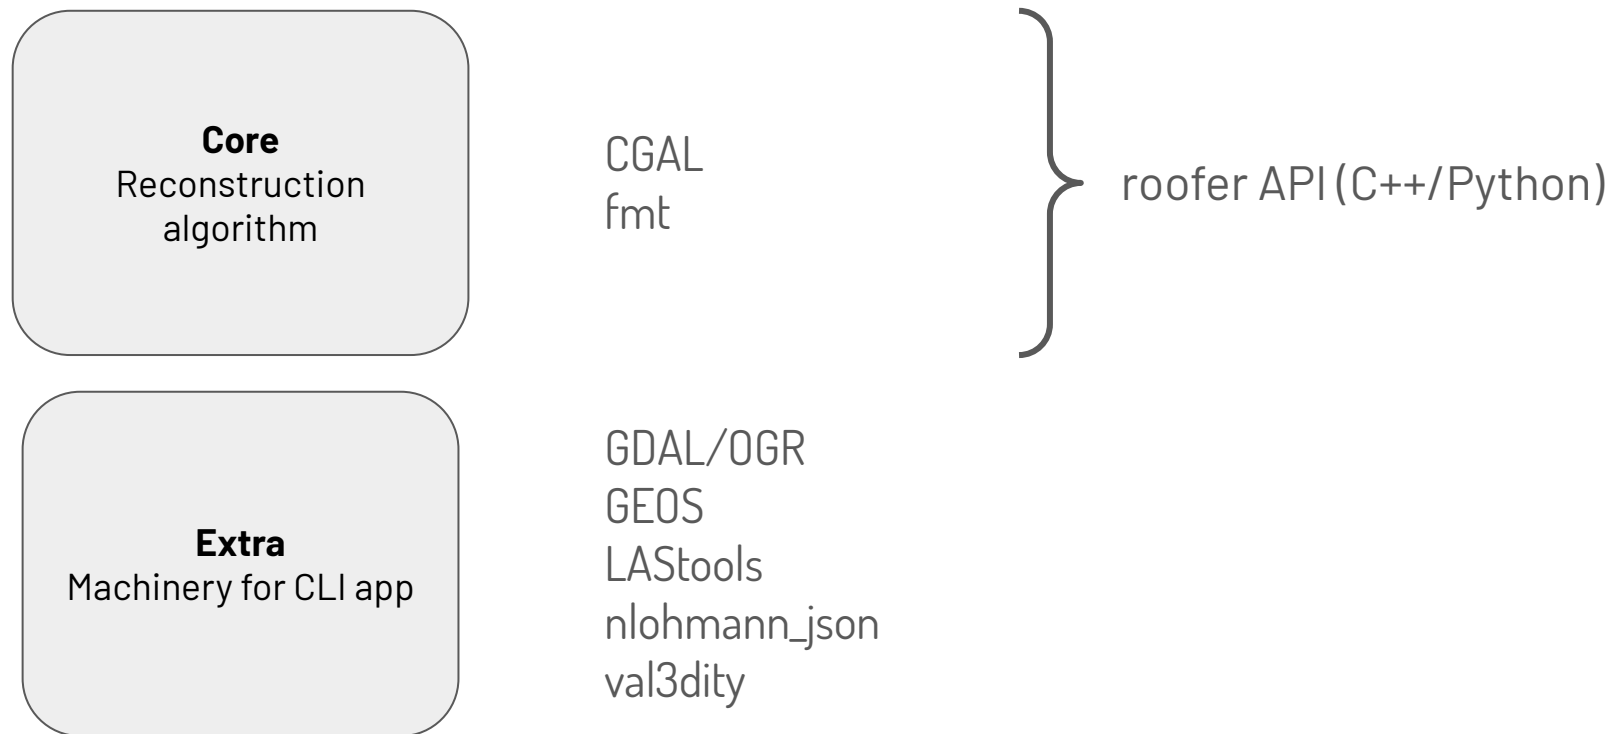 Core
Reconstruction
algorithm
CGAL
fmt
roofer API (C++/Python)
Extra
Machinery for CLI app
GDAL/OGR
GEOS
LAStools
nlohmann_json
val3dity